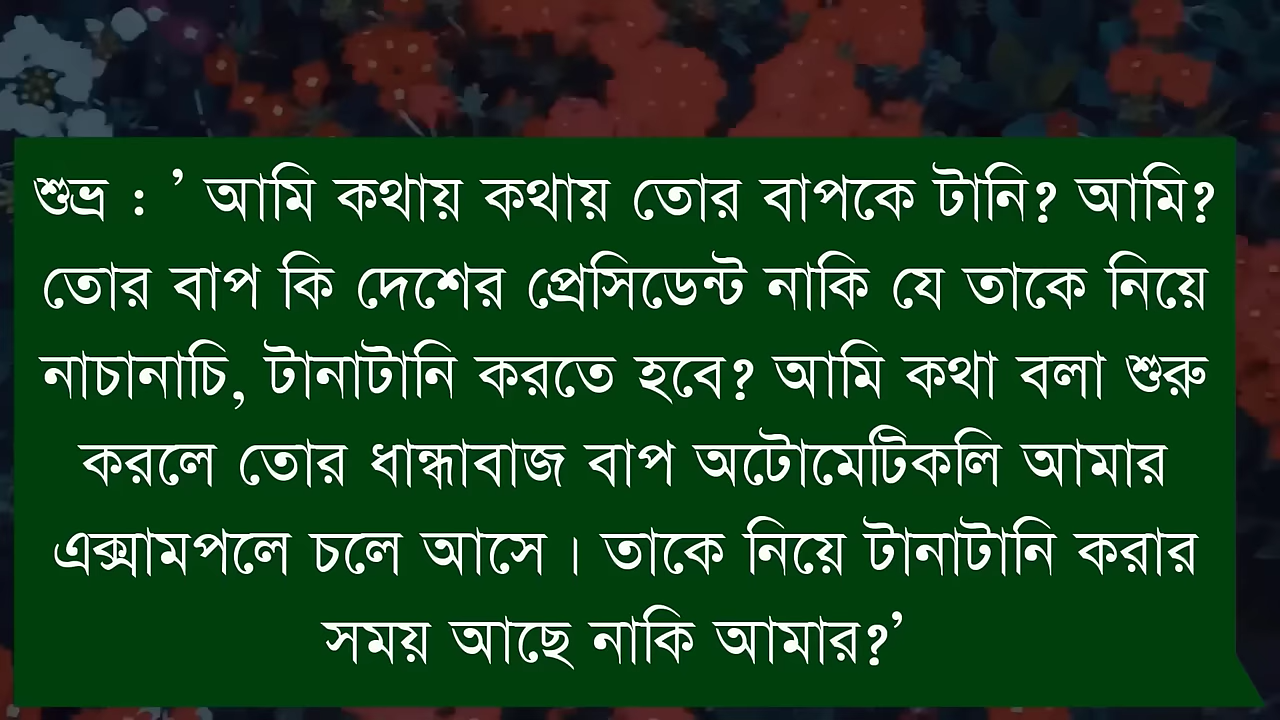 শুভ্র : ’ আমি কথায় কথায় তোর বাপকে টানি? আমি?
তোর বাপ কি দেশের প্রেসিডেন্ট নাকি যে তাকে নিয়ে
নাচানাচি, টানাটানি করতে হবে? আমি কথা বলা শুরু
করলে তোর ধান্ধাবাজ বাপ অটোমেটিকলি আমার
এক্সামপলে চলে আসে । তাকে নিয়ে টানাটানি করার
সময় আছে নাকি আমার?’